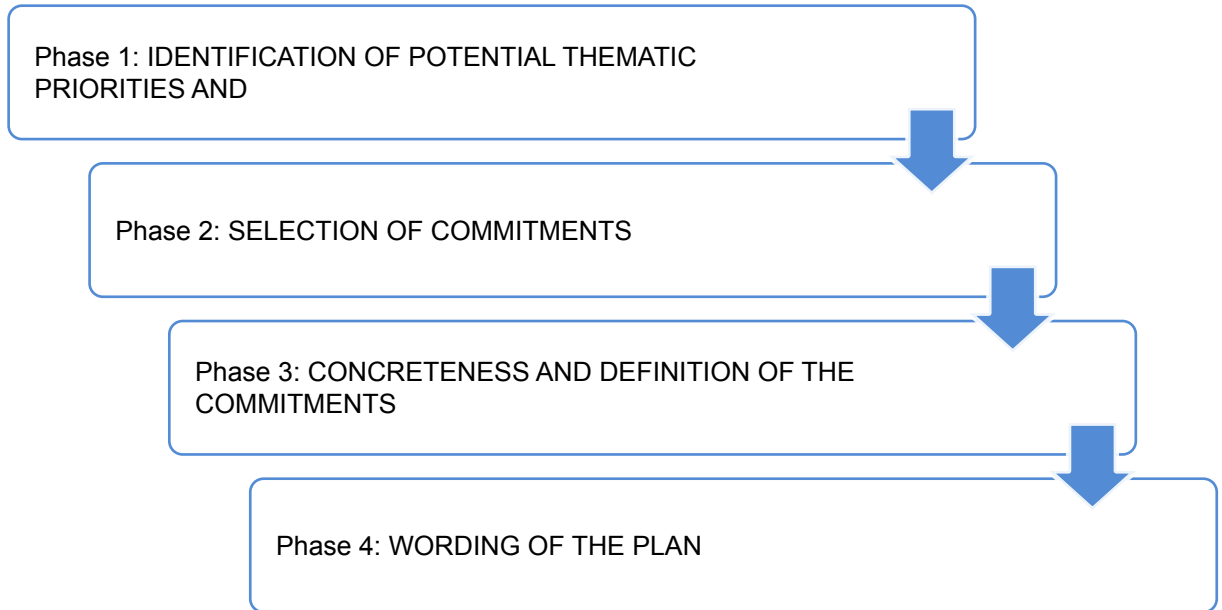 Phase 1: IDENTIFICATION OF POTENTIAL THEMATIC
PRIORITIES AND
Phase 2: SELECTION OF COMMITMENTS
Phase 3: CONCRETENESS AND DEFINITION OF THE
COMMITMENTS
Phase 4: WORDING OF THE PLAN